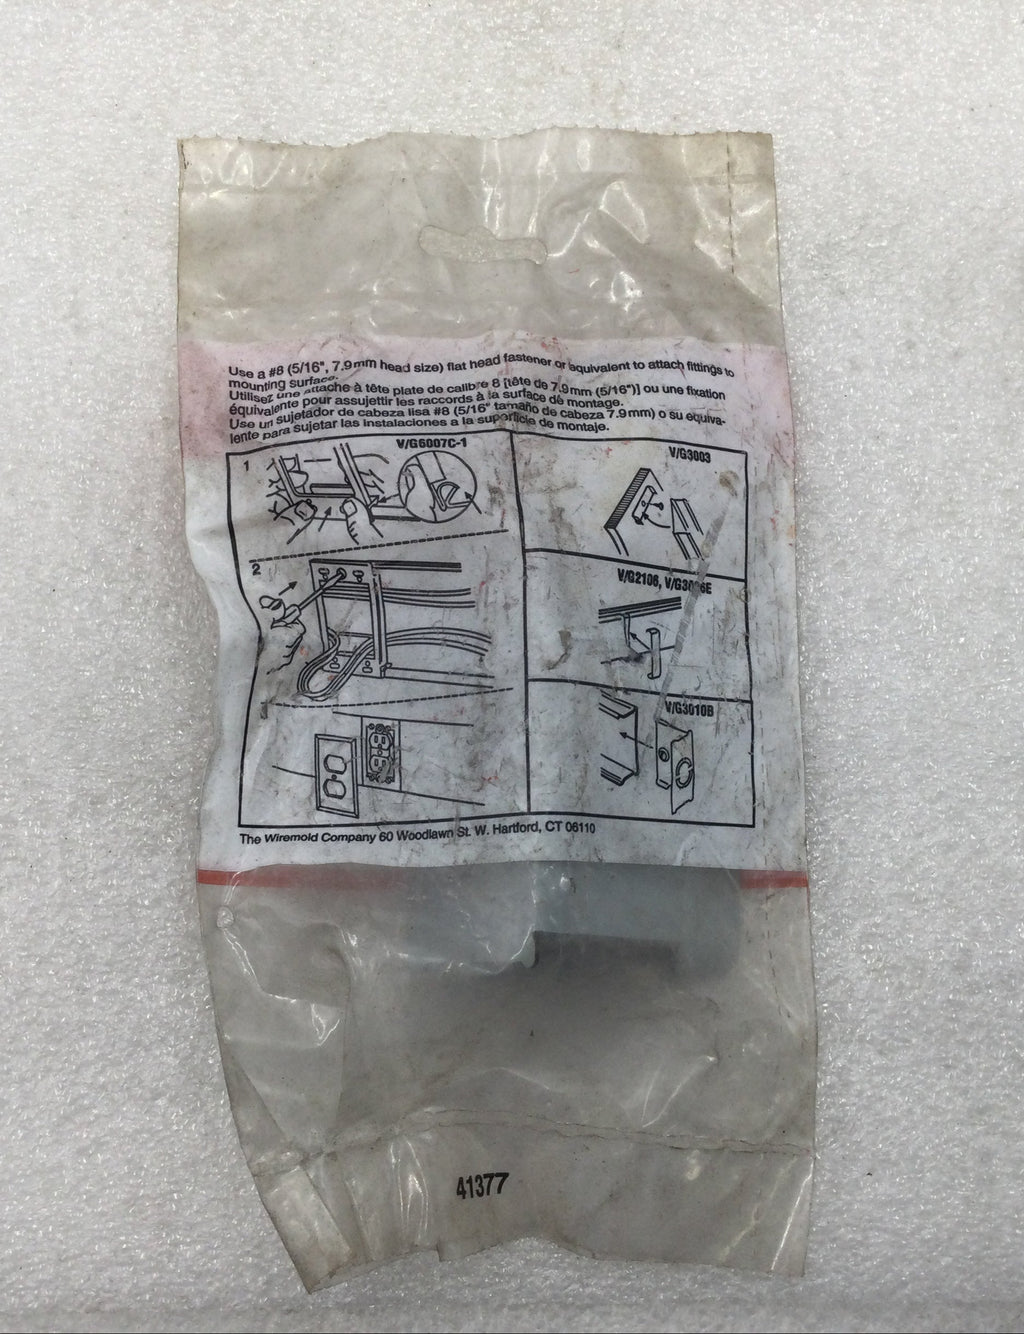 Use a #8 (5/16", 7.9mm head size) flat head fastener or equivalent to attach fittings to
mounting surface.
Utilisez une attache à tête plate de calibre 8 [tête de 7.9mm (5/16")] ou une fixation
équivalente pour assujettir les raccords à la surface de montage.
Use un sujetador de cabeza lisa #8 (5/16" tamaño de cabeza 7.9mm) o su equiva-
lente para sujetar las instalaciones a la superficie de montaje.
V/G6007C-1
1
2
V/G3003
V/G2106, V/G3006E
V/G3010B
The Wiremold Company 60 Woodlawn St. W. Hartford, CT 06110
41377